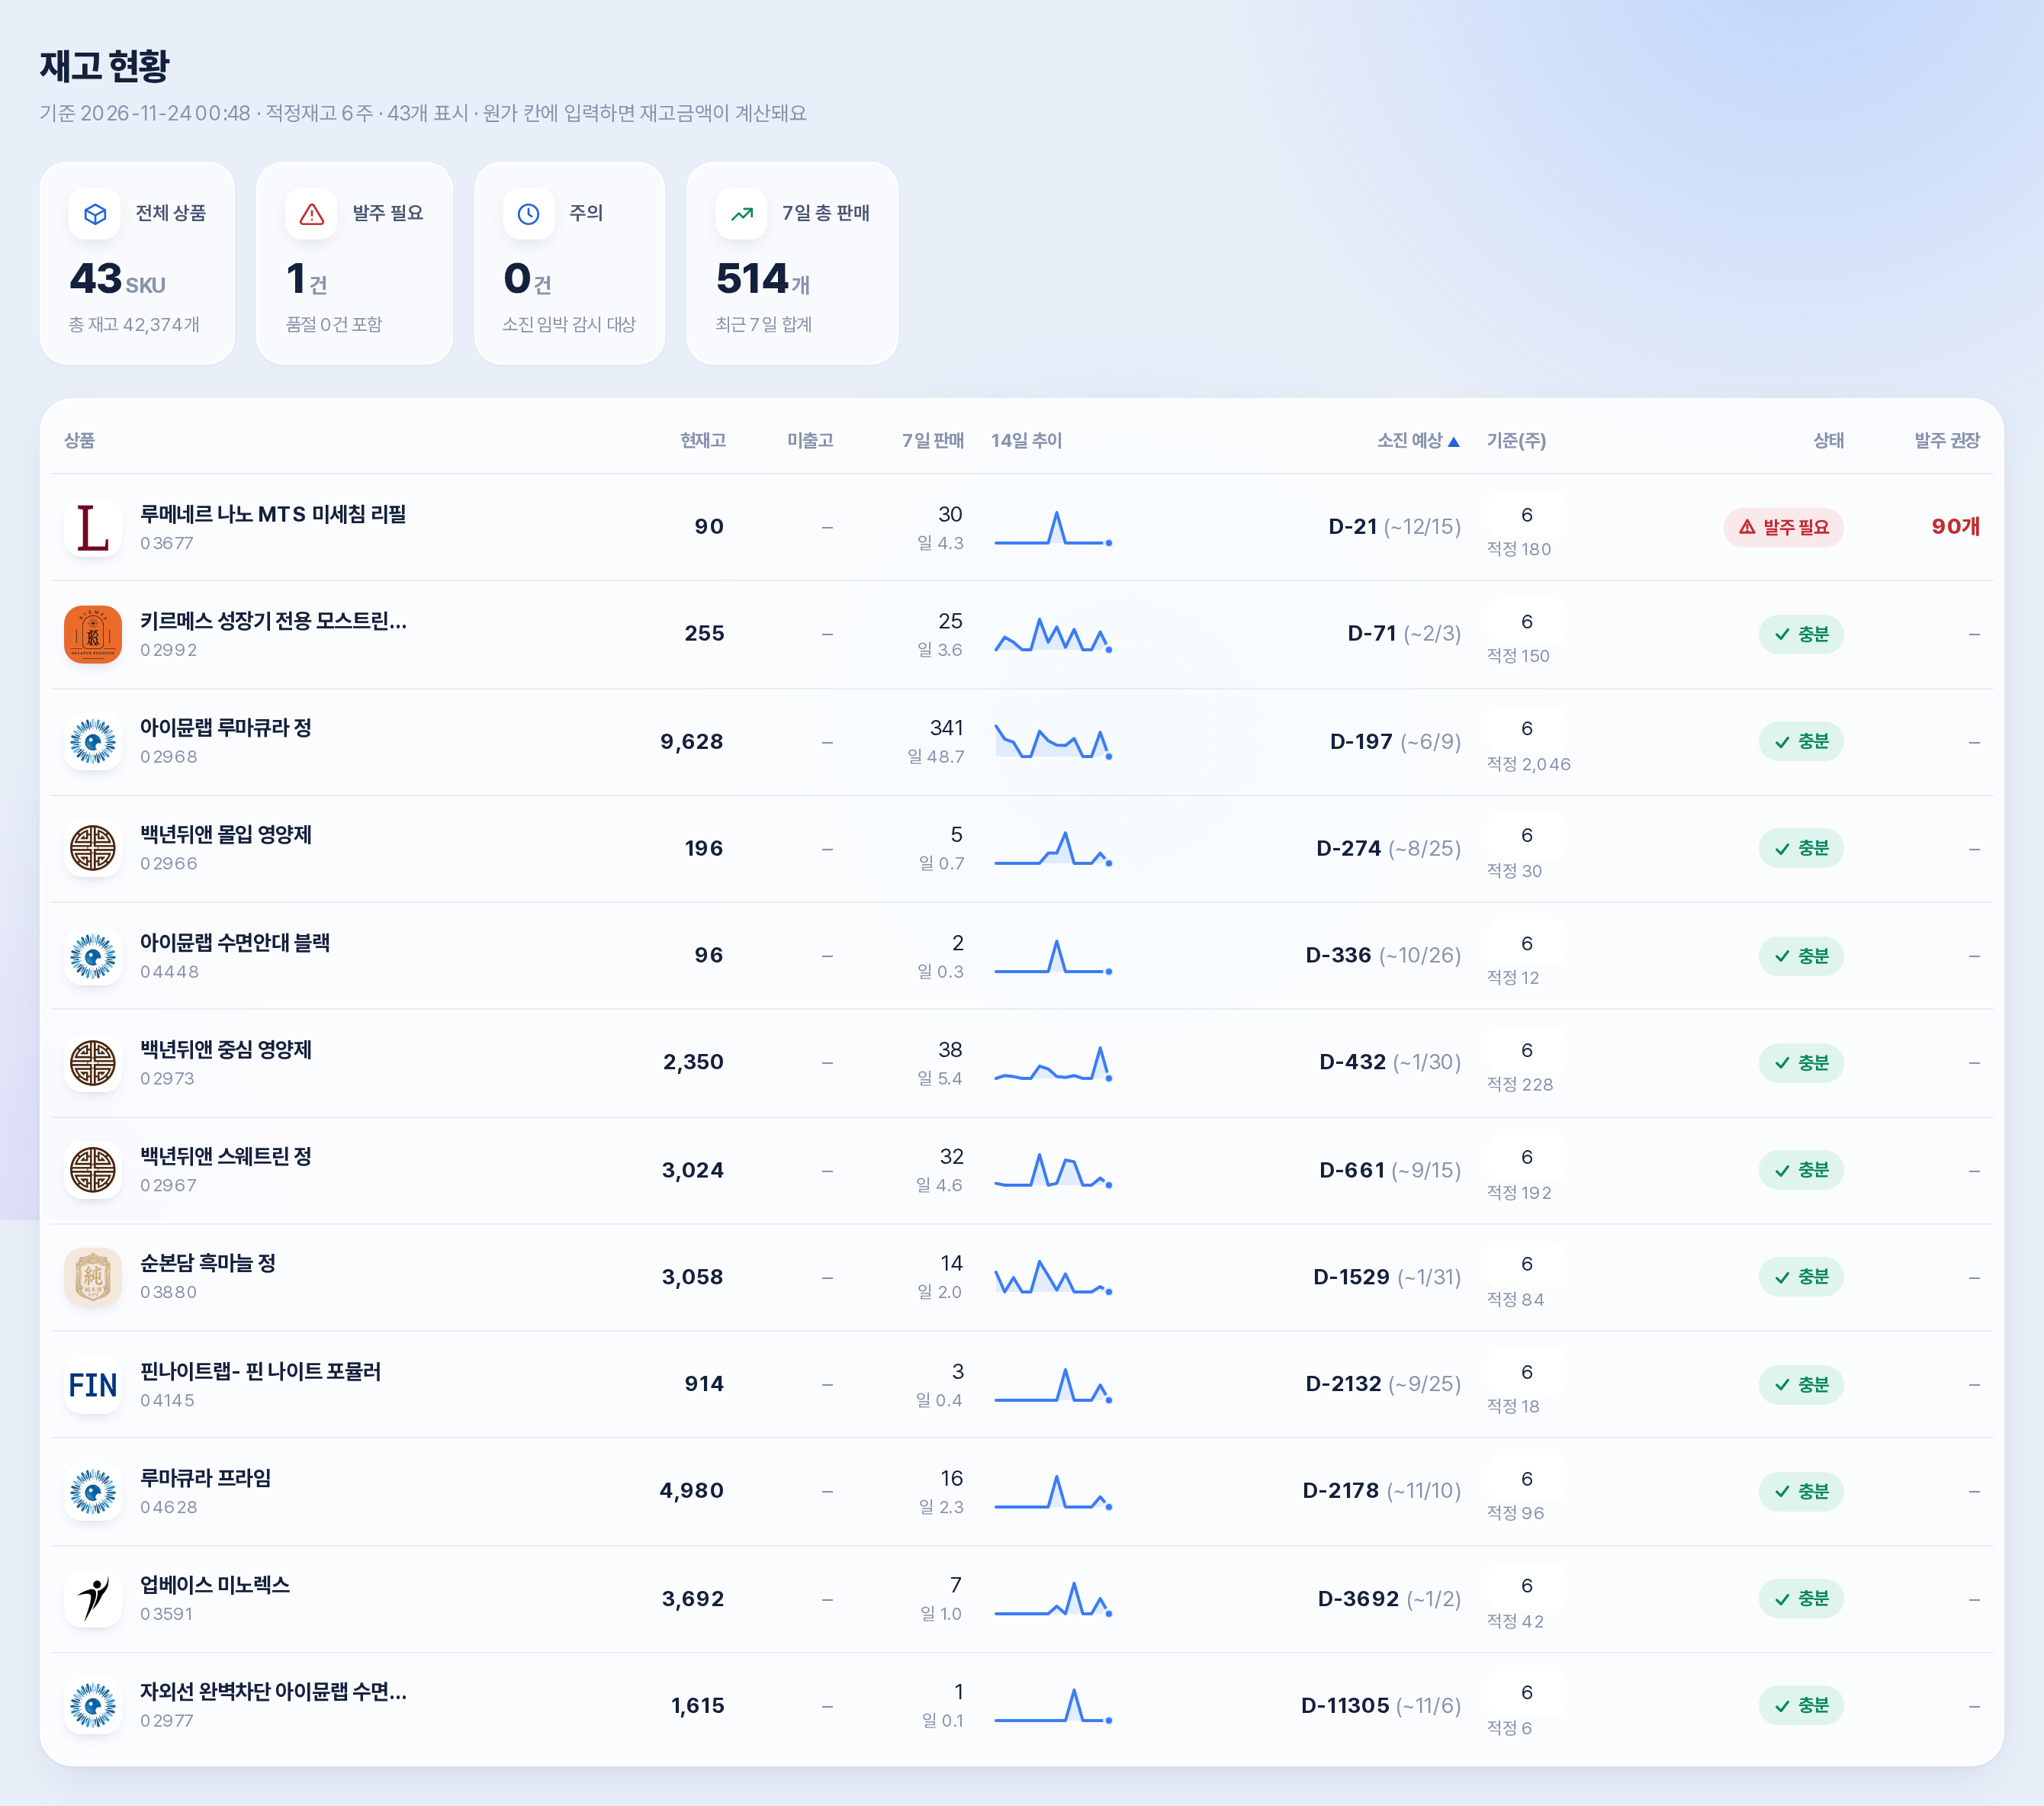 재고 현황
기준 2026-11-24 00:48 · 적정재고 6주 · 43개 표시 · 원가 칸에 입력하면 재고금액이 계산돼요
전체 상품
43 SKU
총 재고 42,374개
발주 필요
1 건
품절 0건 포함
주의
0 건
소진 임박 감시 대상
7일 총 판매
514 개
최근 7일 합계
상품 현재고 미출고 7일 판매 14일 추이 소진 예상 ▲ 기준(주) 상태 발주 권장
L
루메네르 나노 MTS 미세침 리필
03677
90 – 30
일 4.3
D-21 (~12/15)
6
적정 180
발주 필요
90개
키르메스 성장기 전용 모스트린...
02992
255 – 25
일 3.6
D-71 (~2/3)
6
적정 150
충분
–
아이뮨랩 루마큐라 정
02968
9,628 – 341
일 48.7
D-197 (~6/9)
6
적정 2,046
충분
–
백년뒤앤 몰입 영양제
02966
196 – 5
일 0.7
D-274 (~8/25)
6
적정 30
충분
–
아이뮨랩 수면안대 블랙
04448
96 – 2
일 0.3
D-336 (~10/26)
6
적정 12
충분
–
백년뒤앤 중심 영양제
02973
2,350 – 38
일 5.4
D-432 (~1/30)
6
적정 228
충분
–
백년뒤앤 스웨트린 정
02967
3,024 – 32
일 4.6
D-661 (~9/15)
6
적정 192
충분
–
純
순본담 흑마늘 정
03880
3,058 – 14
일 2.0
D-1529 (~1/31)
6
적정 84
충분
–
FIN
핀나이트랩- 핀 나이트 포뮬러
04145
914 – 3
일 0.4
D-2132 (~9/25)
6
적정 18
충분
–
루마큐라 프라임
04628
4,980 – 16
일 2.3
D-2178 (~11/10)
6
적정 96
충분
–
업베이스 미노렉스
03591
3,692 – 7
일 1.0
D-3692 (~1/2)
6
적정 42
충분
–
자외선 완벽차단 아이뮨랩 수면...
02977
1,615 – 1
일 0.1
D-11305 (~11/6)
6
적정 6
충분
–